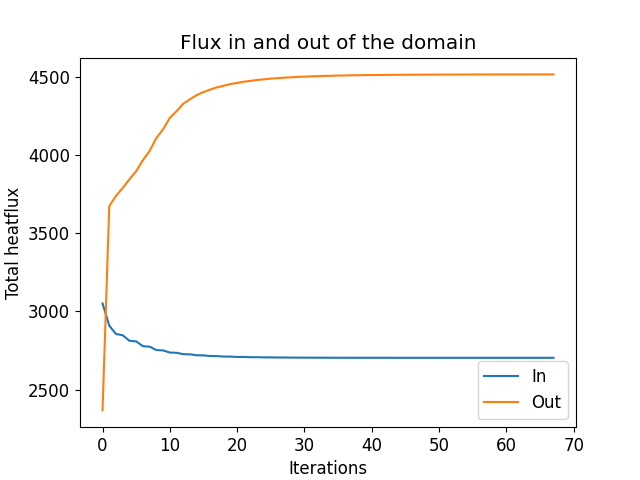 Flux in and out of the domain
Total heatflux
4500
4000
3500
3000
2500
0 10 20 30 40 50 60 70
Iterations
In
Out